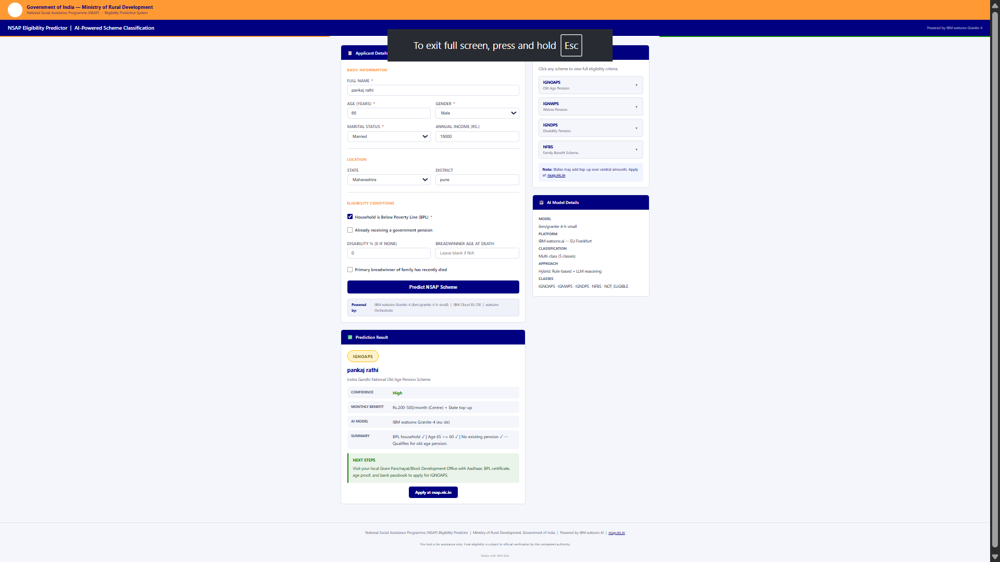 Government of India — Ministry of Rural Development
National Social Assistance Programme (NSAP) — Eligibility Prediction System
NSAP Eligibility Predictor | AI-Powered Scheme Classification
Powered by IBM watsonx Granite-4
To exit full screen, press and hold Esc
Applicant Details
BASIC INFORMATION
FULL NAME *
pankaj rathi
AGE (YEARS) *
GENDER *
65
Male
MARITAL STATUS *
ANNUAL INCOME (RS.)
Married
15000
LOCATION
STATE
DISTRICT
Maharashtra
pune
ELIGIBILITY CONDITIONS
Household is Below Poverty Line (BPL) *
Already receiving a government pension
DISABILITY % (0 IF NONE)
BREADWINNER AGE AT DEATH
0
Leave blank if N/A
Primary breadwinner of family has recently died
Predict NSAP Scheme
Powered by:
IBM watsonx Granite-4 (ibm/granite-4-h-small) | IBM Cloud EU-DE | watsonx
Orchestrate
Prediction Result
IGNOAPS
pankaj rathi
Indira Gandhi National Old Age Pension Scheme
CONFIDENCE
High
MONTHLY BENEFIT
Rs.200-500/month (Centre) + State top-up
AI MODEL
IBM watsonx Granite-4 (eu-de)
SUMMARY
BPL household ✓ | Age 65 >= 60 ✓ | No existing pension ✓ —
Qualifies for old age pension.
NEXT STEPS
Visit your local Gram Panchayat/Block Development Office with Aadhaar, BPL certificate,
age proof, and bank passbook to apply for IGNOAPS.
Apply at nsap.nic.in
Click any scheme to view full eligibility criteria.
IGNOAPS
Old Age Pension
IGNWPS
Widow Pension
IGNDPS
Disability Pension
NFBS
Family Benefit Scheme
Note: States may add top-up over central amounts. Apply
at: nsap.nic.in
AI Model Details
MODEL
ibm/granite-4-h-small
PLATFORM
IBM watsonx.ai — EU Frankfurt
CLASSIFICATION
Multi-class (5 classes)
APPROACH
Hybrid: Rule-based + LLM reasoning
CLASSES
IGNOAPS · IGNWPS · IGNDPS · NFBS · NOT_ELIGIBLE
National Social Assistance Programme (NSAP) Eligibility Predictor | Ministry of Rural Development, Government of India | Powered by IBM watsonx AI | nsap.nic.in
This tool is for assistance only. Final eligibility is subject to official verification by the competent authority.
Made with IBM Bob